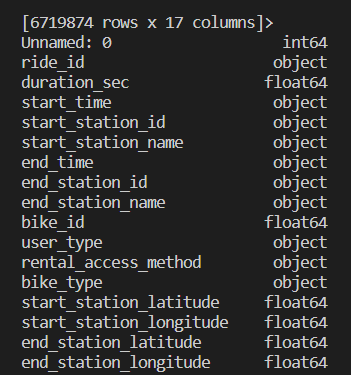 [6719874 rows x 17 columns]>
Unnamed: 0 int64
ride_id object
duration_sec float64
start_time object
start_station_id object
start_station_name object
end_time object
end_station_id object
end_station_name object
bike_id float64
user_type object
rental_access_method object
bike_type object
start_station_latitude float64
start_station_longitude float64
end_station_latitude float64
end_station_longitude float64